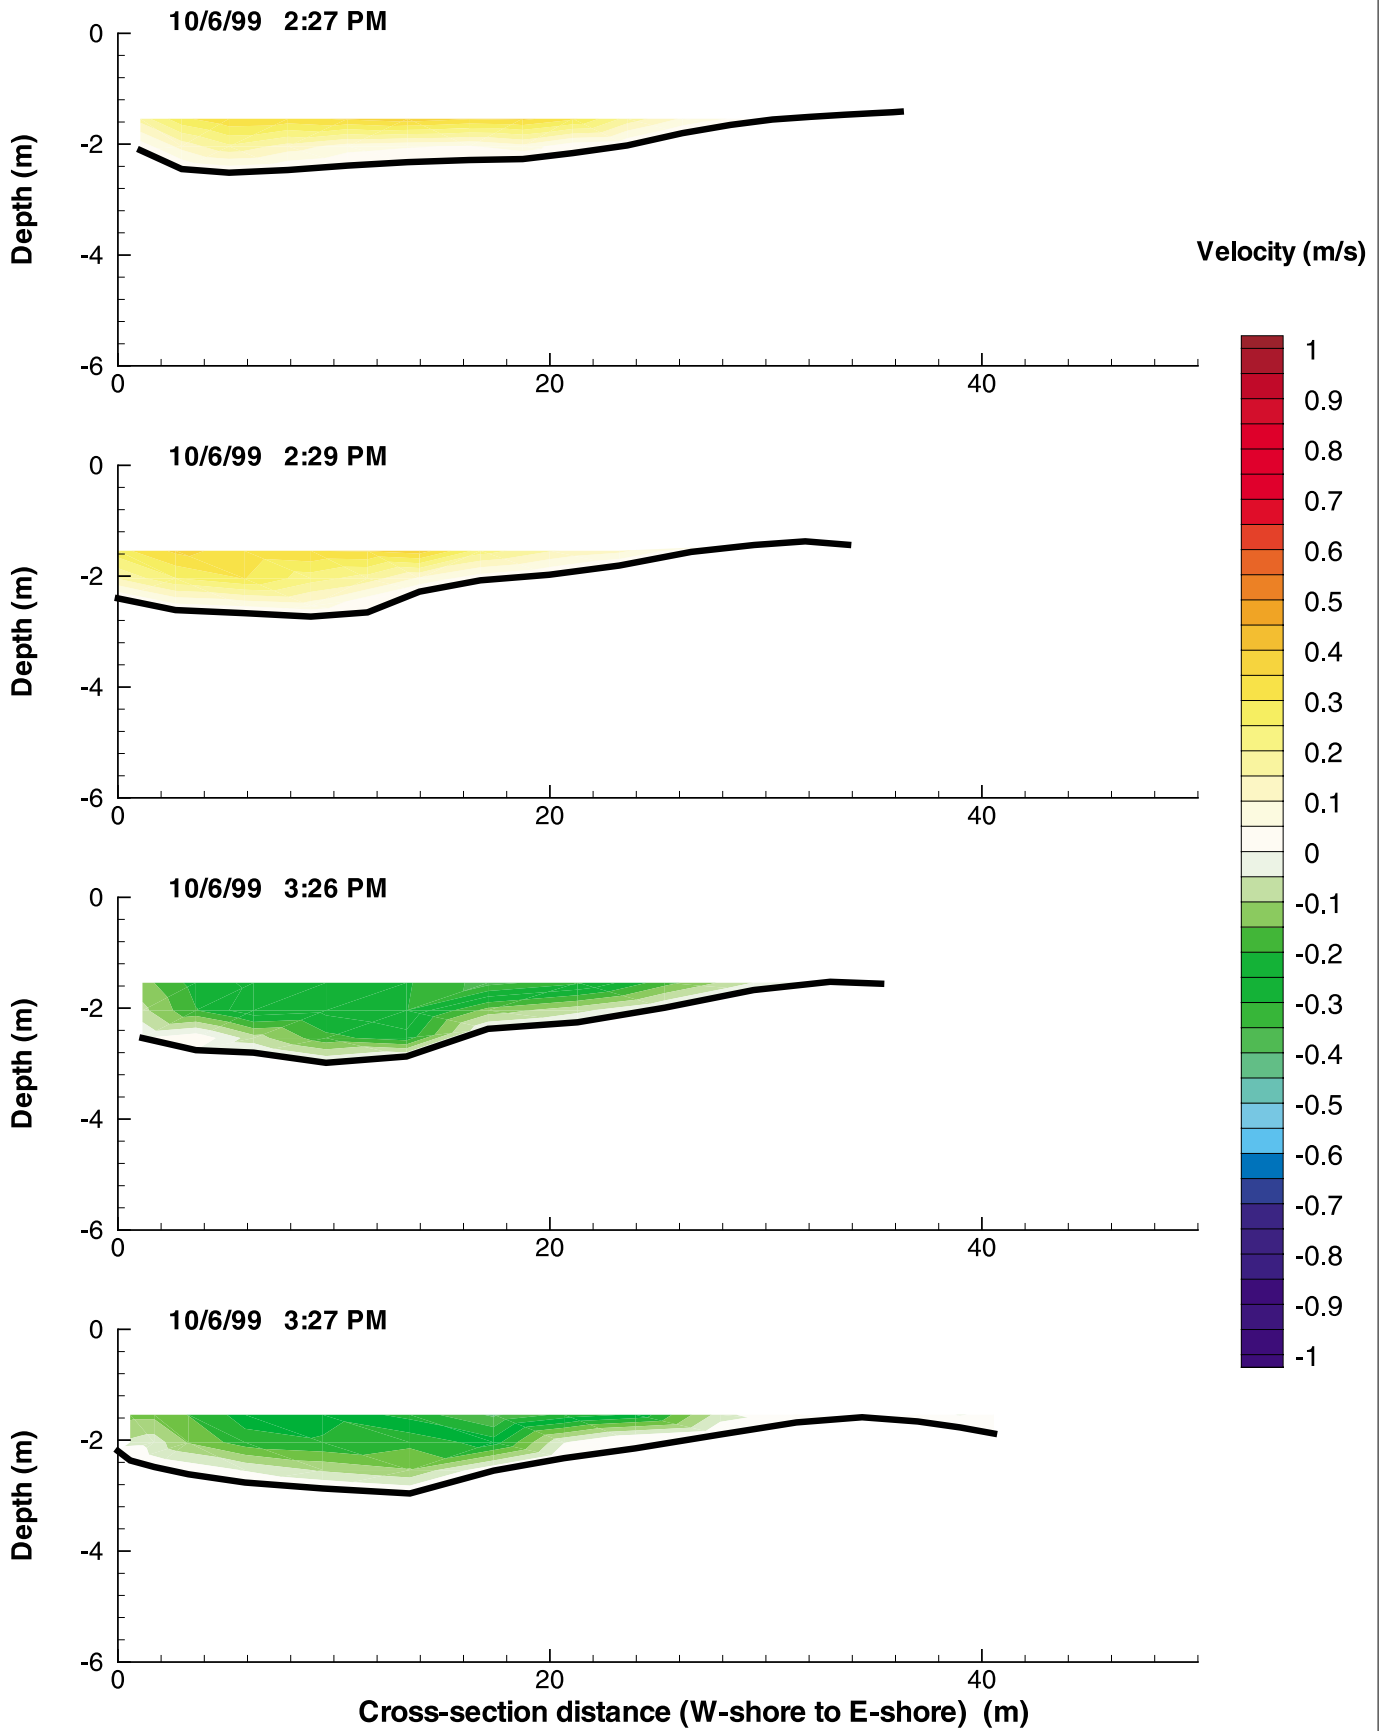 10/6/99 2:27 PM
0
-2
-4
-6
Depth (m)
0 20 40
Velocity (m/s)
1
0.9
0.8
0.7
0.6
0.5
0.4
0.3
0.2
0.1
0
-0.1
-0.2
-0.3
-0.4
-0.5
-0.6
-0.7
-0.8
-0.9
-1
10/6/99 2:29 PM
0
-2
-4
-6
Depth (m)
0 20 40
10/6/99 3:26 PM
0
-2
-4
-6
Depth (m)
0 20 40
10/6/99 3:27 PM
0
-2
-4
-6
Depth (m)
0 20 40
Cross-section distance (W-shore to E-shore) (m)